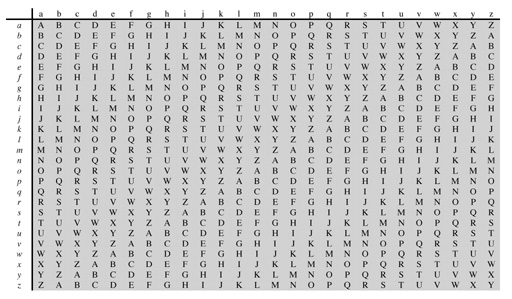 a b c d e f g h i j k l m n o p q r s t u v w x y z
a A B C D E F G H I J K L M N O P Q R S T U V W X Y Z
b B C D E F G H I J K L M N O P Q R S T U V W X Y Z A
c C D E F G H I J K L M N O P Q R S T U V W X Y Z A B
d D E F G H I J K L M N O P Q R S T U V W X Y Z A B C
e E F G H I J K L M N O P Q R S T U V W X Y Z A B C D
f F G H I J K L M N O P Q R S T U V W X Y Z A B C D E
g G H I J K L M N O P Q R S T U V W X Y Z A B C D E F
h H I J K L M N O P Q R S T U V W X Y Z A B C D E F G
i I J K L M N O P Q R S T U V W X Y Z A B C D E F G H
j J K L M N O P Q R S T U V W X Y Z A B C D E F G H I
k K L M N O P Q R S T U V W X Y Z A B C D E F G H I J
l L M N O P Q R S T U V W X Y Z A B C D E F G H I J K
m M N O P Q R S T U V W X Y Z A B C D E F G H I J K L
n N O P Q R S T U V W X Y Z A B C D E F G H I J K L M
o O P Q R S T U V W X Y Z A B C D E F G H I J K L M N
p P Q R S T U V W X Y Z A B C D E F G H I J K L M N O
q Q R S T U V W X Y Z A B C D E F G H I J K L M N O P
r R S T U V W X Y Z A B C D E F G H I J K L M N O P Q
s S T U V W X Y Z A B C D E F G H I J K L M N O P Q R
t T U V W X Y Z A B C D E F G H I J K L M N O P Q R S
u U V W X Y Z A B C D E F G H I J K L M N O P Q R S T
v V W X Y Z A B C D E F G H I J K L M N O P Q R S T U
w W X Y Z A B C D E F G H I J K L M N O P Q R S T U V
x X Y Z A B C D E F G H I J K L M N O P Q R S T U V W
y Y Z A B C D E F G H I J K L M N O P Q R S T U V W X
z Z A B C D E F G H I J K L M N O P Q R S T U V W X Y